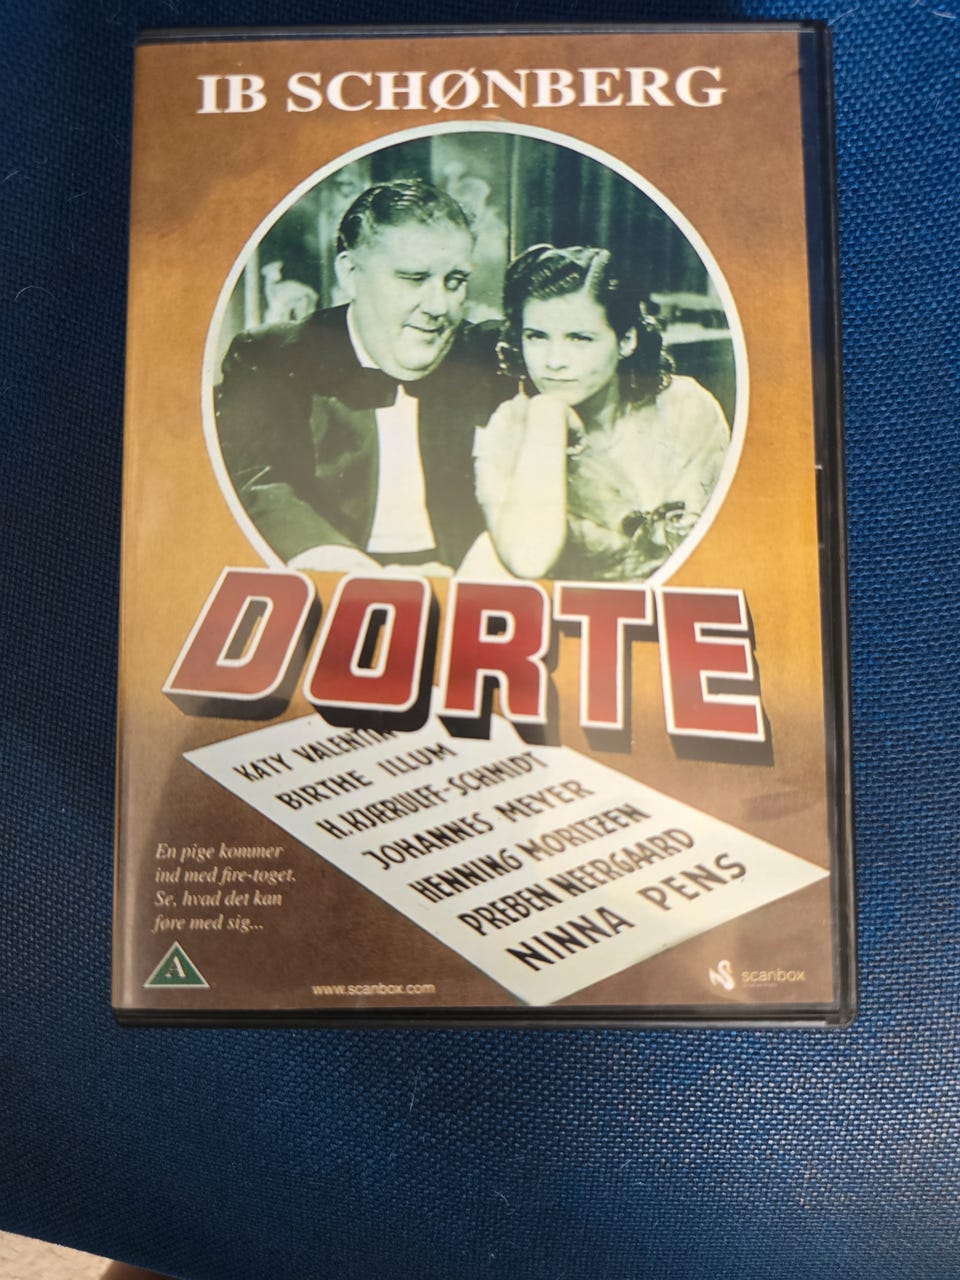 IB SCHØNBERG
DORTE
KATY VALENTIN
BIRTHE ILLUM
H. KJÆRULFF-SCHMIDT
JOHANNES MEYER
HENNING MORITZEN
PREBEN NEERGAARD
NINNA PENS
En pige kommer
ind med fire-toget.
Se, hvad det kan
føre med sig...
A
www.scanbox.com
scanbox